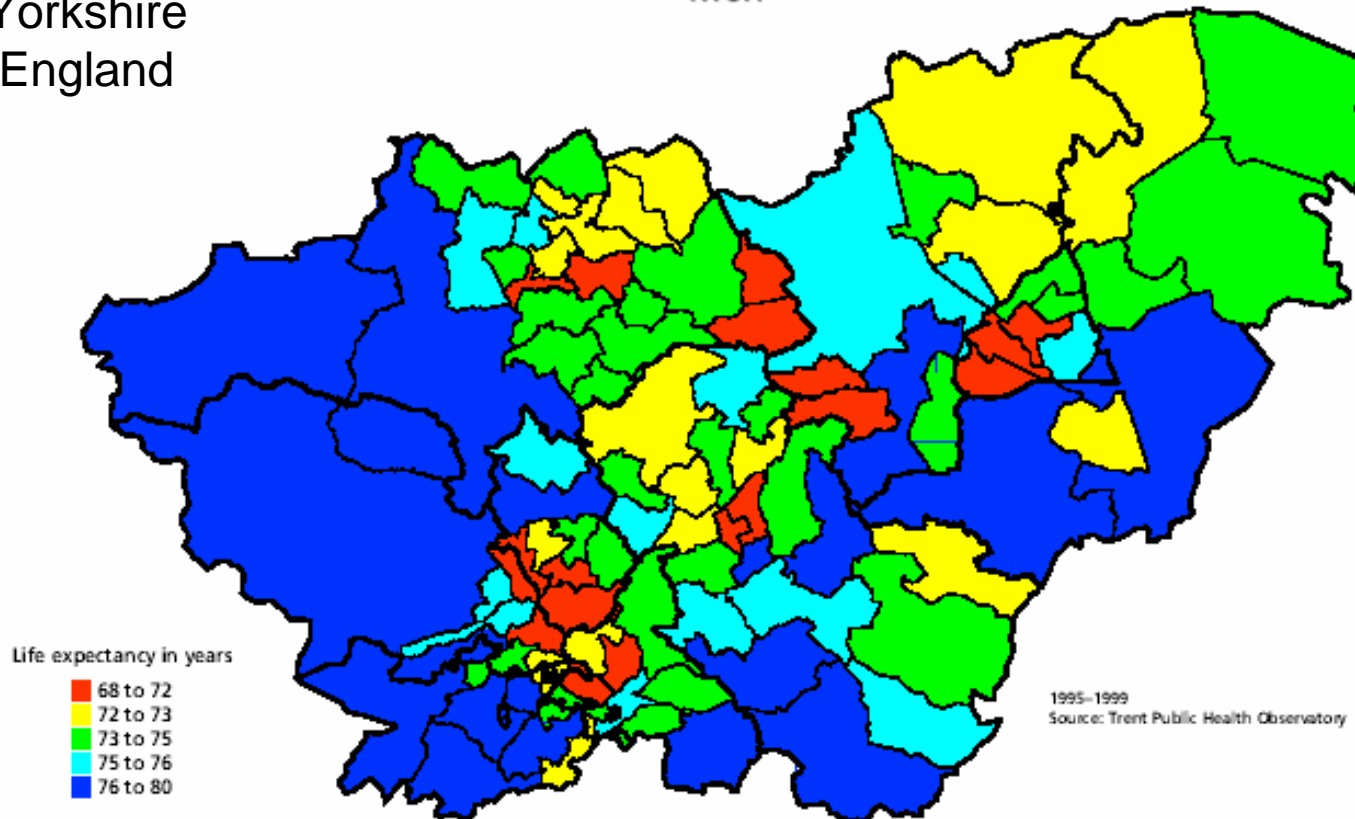 Yorkshire
England
Life expectancy in years
68 to 72
72 to 73
73 to 75
75 to 76
76 to 80
1995–1999
Source: Trent Public Health Observatory